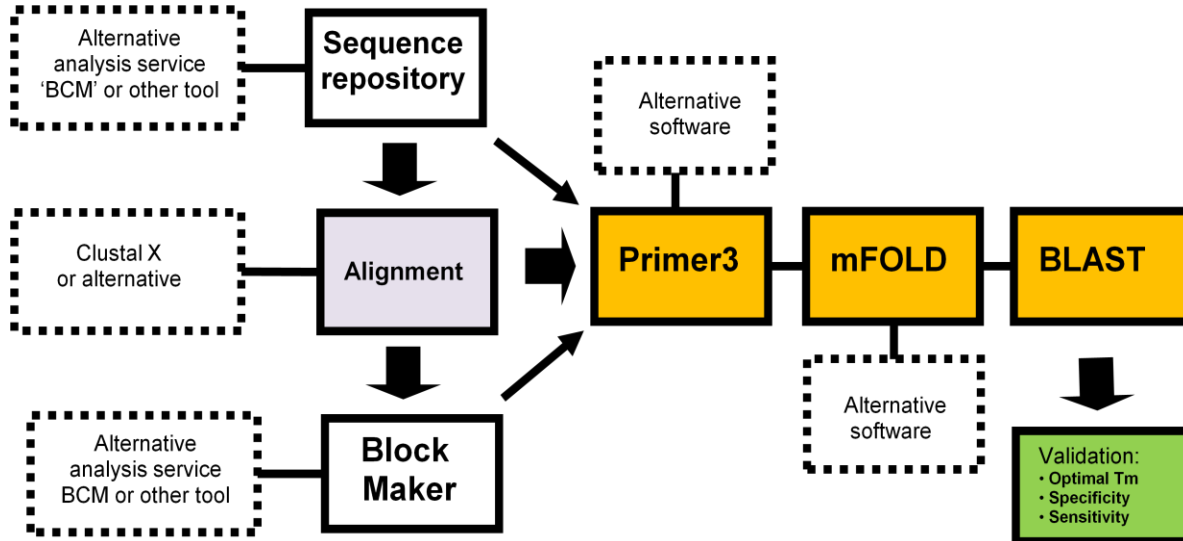 Alternative
analysis service
‘BCM’ or other tool
Sequence
repository
Alternative
software
Clustal X
or alternative
Alignment
Primer3
mFOLD
BLAST
Alternative
analysis service
BCM or other tool
Block
Maker
Alternative
software
Validation:
• Optimal Tm
• Specificity
• Sensitivity